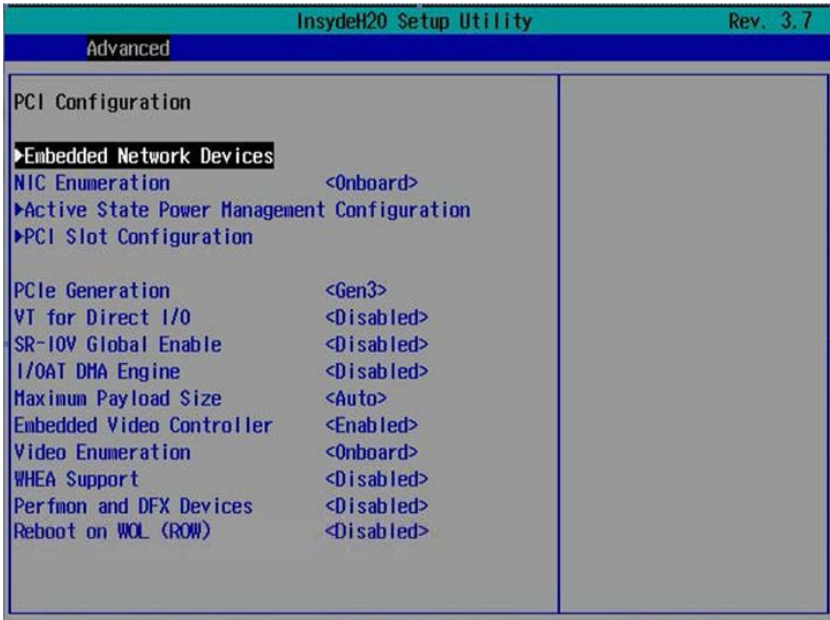 InsydeH20 Setup Utility Rev. 3.7
Advanced
PCI Configuration
▶Embedded Network Devices
NIC Enumeration <Onboard>
▶Active State Power Management Configuration
▶PCI Slot Configuration
PCIe Generation <Gen3>
VT for Direct I/O <Disabled>
SR-IOV Global Enable <Disabled>
I/OAT DMA Engine <Disabled>
Maximum Payload Size <Auto>
Embedded Video Controller <Enabled>
Video Enumeration <Onboard>
WHEA Support <Disabled>
Perfmon and DFX Devices <Disabled>
Reboot on WOL (ROW) <Disabled>